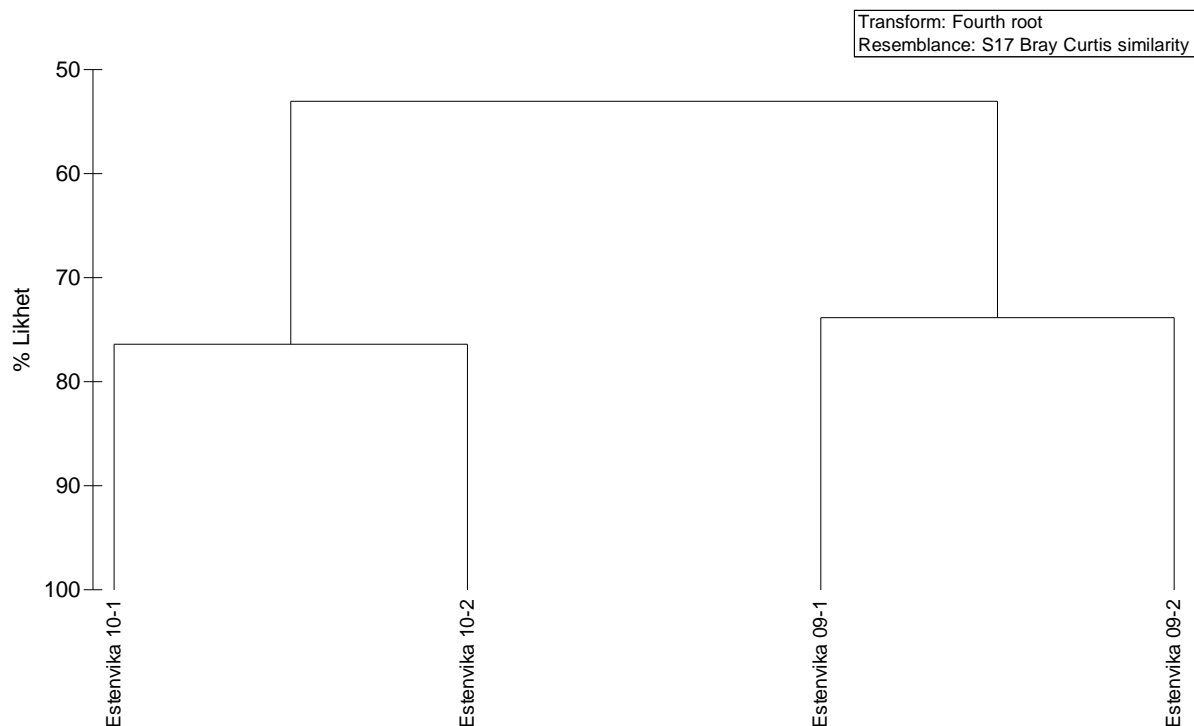 Transform: Fourth root
Resemblance: S17 Bray Curtis similarity
50
60
70
80
90
100
% Likhet
Estenvika 10-1
Estenvika 10-2
Estenvika 09-1
Estenvika 09-2